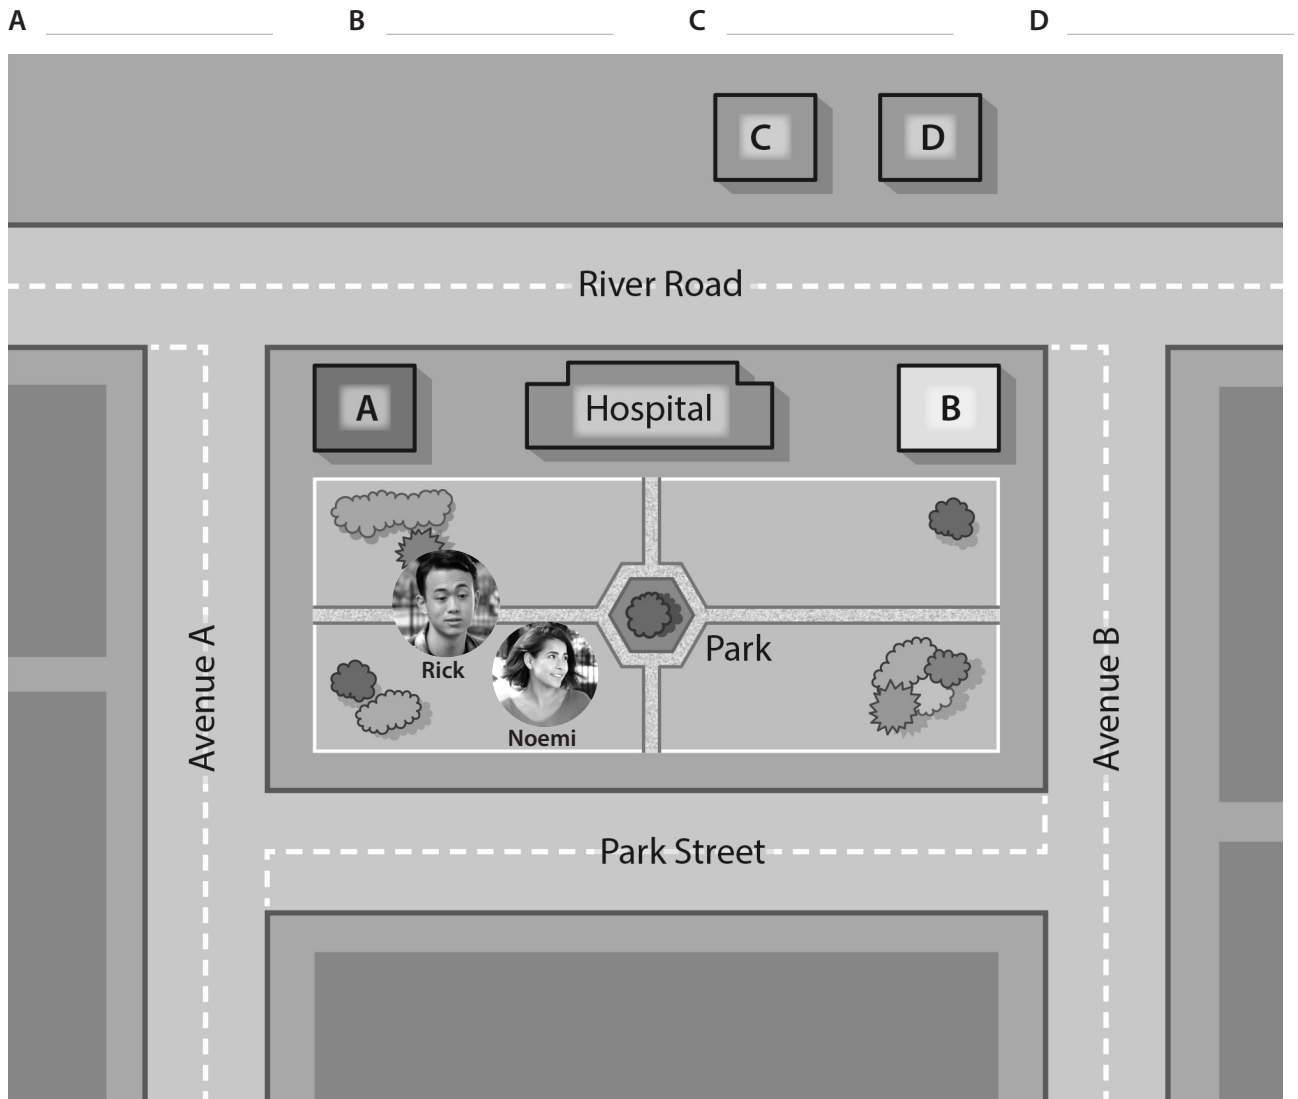 A B C D
C D
River Road
A Hospital B
Avenue A
Rick
Noemi
Park
Avenue B
Park Street